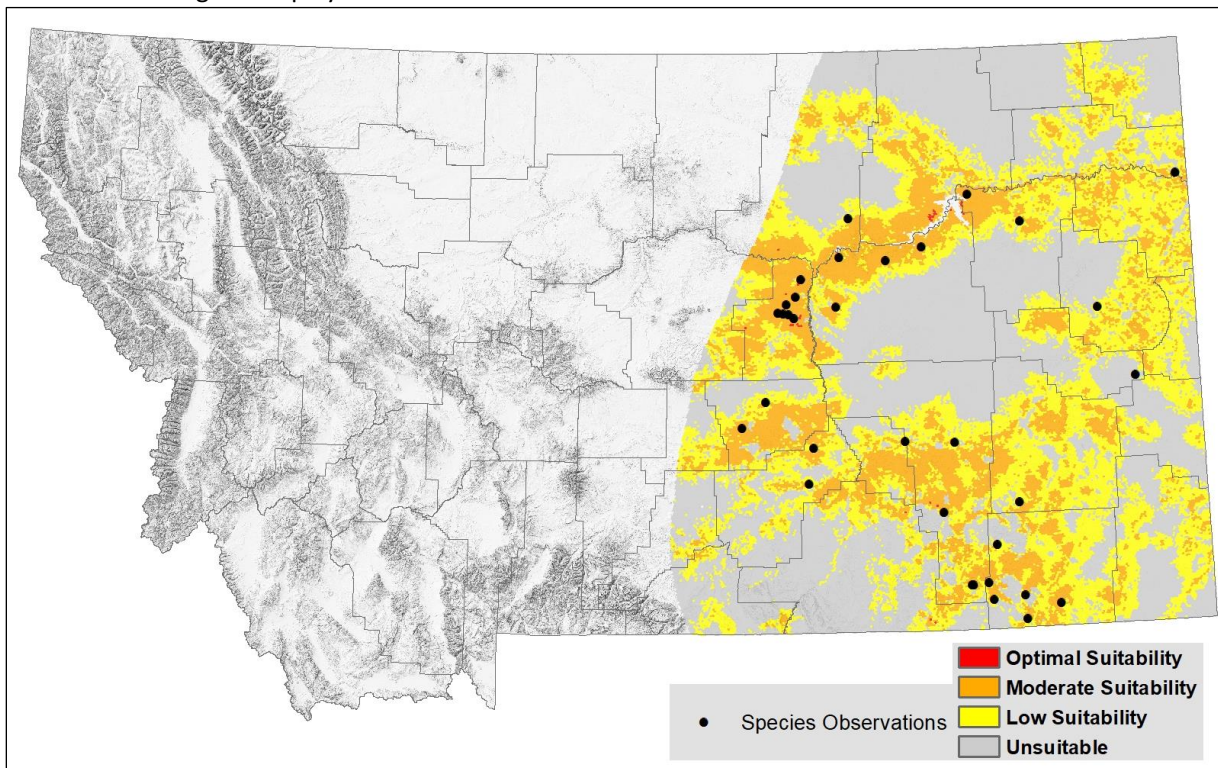 Optimal Suitability
Moderate Suitability
Species Observations
Low Suitability
Unsuitable